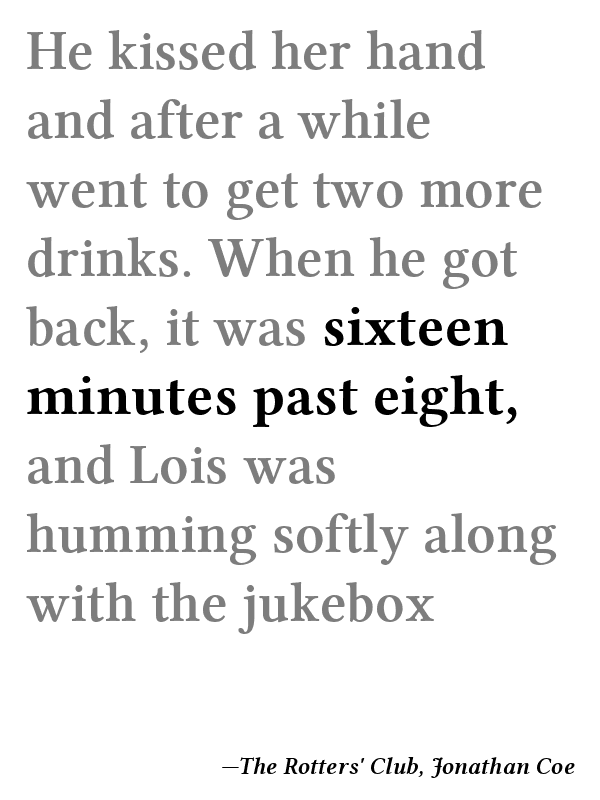 He kissed her hand
and after a while
went to get two more
drinks. When he got
back, it was sixteen
minutes past eight,
and Lois was
humming softly along
with the jukebox
—The Rotters' Club, Jonathan Coe